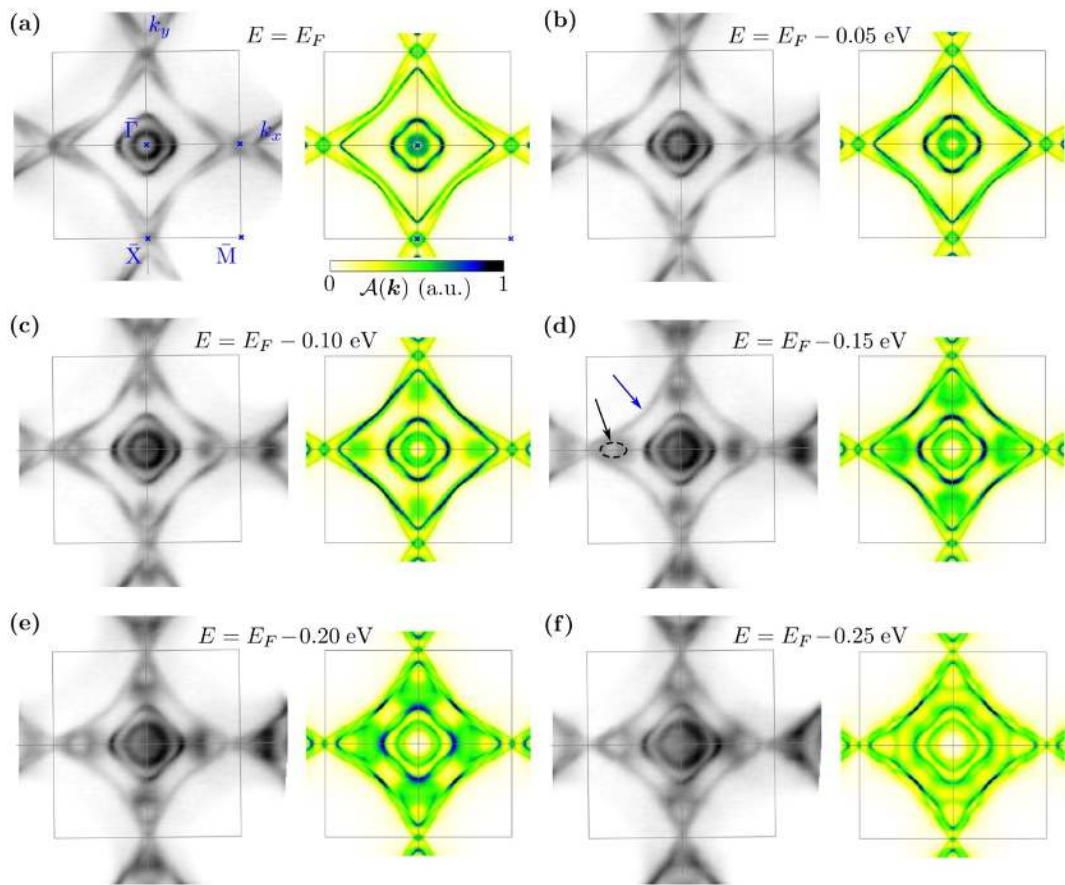 (a) k_y E = E_F (b) E = E_F − 0.05 eV
Γ̄ k_x
X̄ M̄
0 𝒜(𝒌) (a.u.) 1
(c) E = E_F − 0.10 eV (d) E = E_F −0.15 eV
(e) E = E_F −0.20 eV (f) E = E_F −0.25 eV